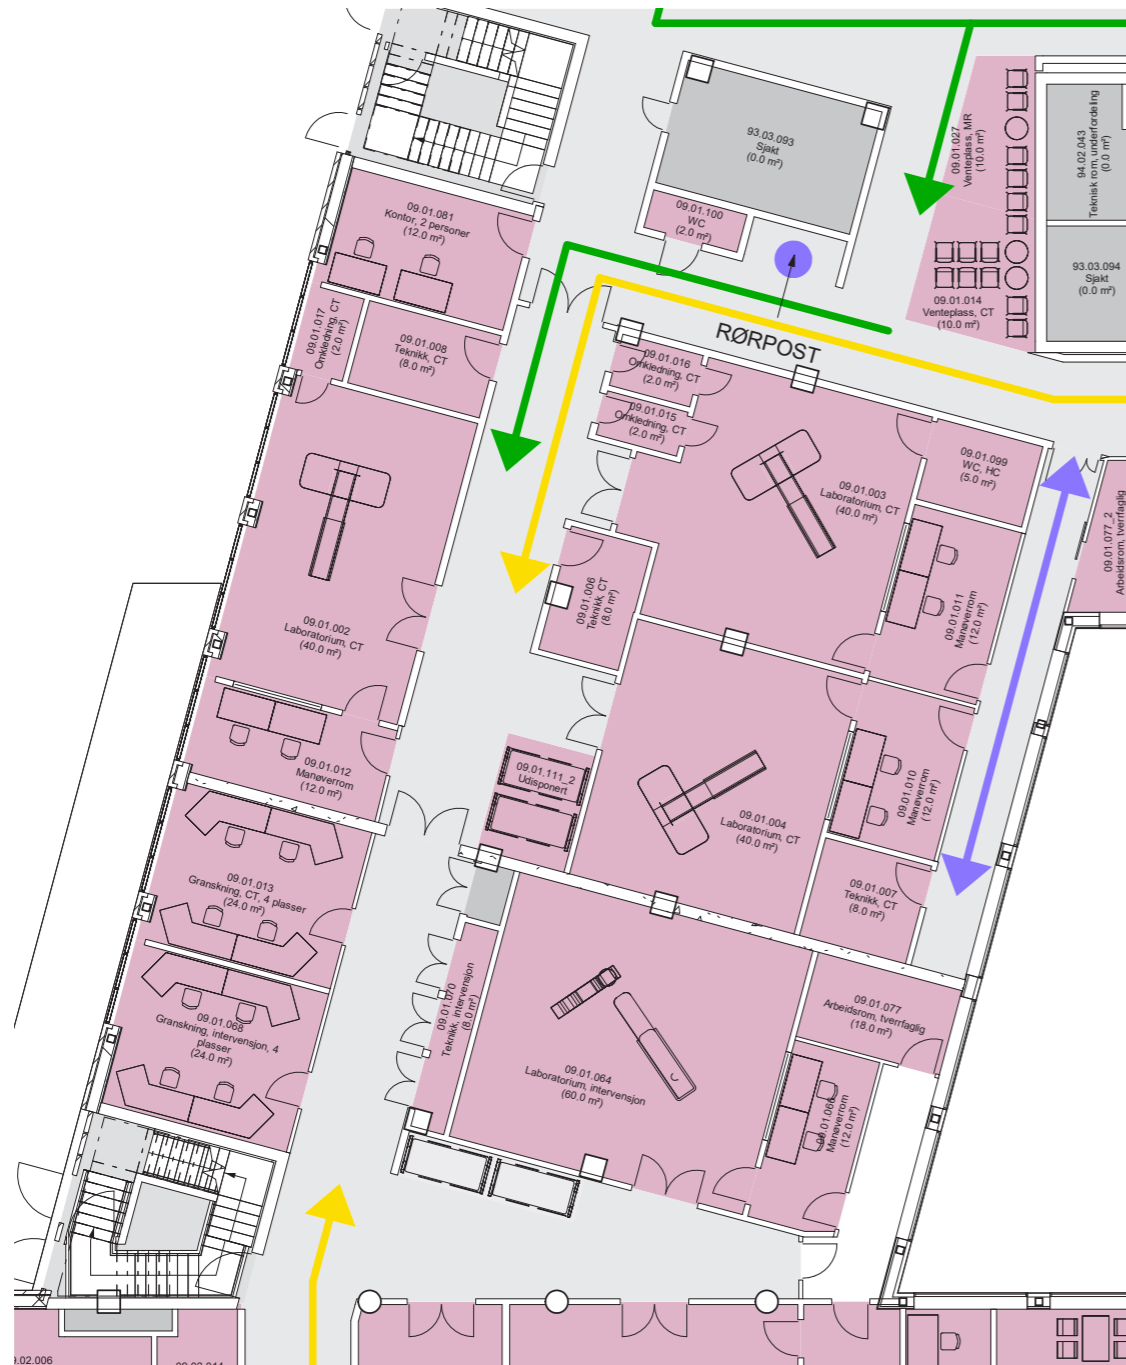 93.03.093
Sjakt
(0.0 m²)
09.01.027
Venteplass, MR
(10.0 m²)
94.02.043
Teknisk rom, underfordeling
(0.0 m²)
09.01.081
Kontor, 2 personer
(12.0 m²)
09.01.100
WC
(2.0 m²)
93.03.094
Sjakt
(0.0 m²)
09.01.014
Venteplass, CT
(10.0 m²)
09.01.017
Omkledning, CT
(2.0 m²)
09.01.008
Teknikk, CT
(8.0 m²)
RØRPOST
09.01.016
Omkledning, CT
(2.0 m²)
09.01.015
Omkledning, CT
(2.0 m²)
09.01.003
Laboratorium, CT
(40.0 m²)
09.01.099
WC, HC
(5.0 m²)
09.01.077_2
Arbeidsrom, tverrfaglig
09.01.006
Teknikk, CT
(8.0 m²)
09.01.011
Manøverrom
(12.0 m²)
09.01.002
Laboratorium, CT
(40.0 m²)
09.01.012
Manøverrom
(12.0 m²)
09.01.111_2
Udisponert
09.01.004
Laboratorium, CT
(40.0 m²)
09.01.010
Manøverrom
(12.0 m²)
09.01.013
Granskning, CT, 4 plasser
(24.0 m²)
09.01.007
Teknikk, CT
(8.0 m²)
09.01.070
Teknikk, intervensjon
(8.0 m²)
09.01.068
Granskning, intervensjon, 4
plasser
(24.0 m²)
09.01.077
Arbeidsrom, tverrfaglig
(18.0 m²)
09.01.064
Laboratorium, intervensjon
(60.0 m²)
09.01.066
Manøverrom
(12.0 m²)